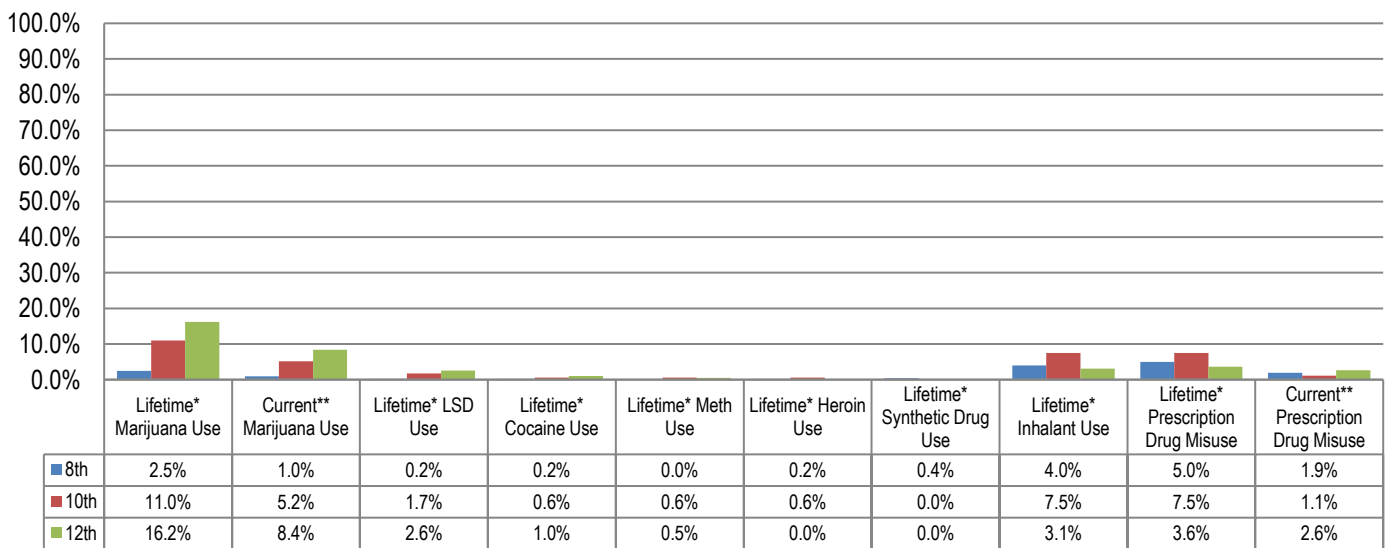 100.0%
90.0%
80.0%
70.0%
60.0%
50.0%
40.0%
30.0%
20.0%
10.0%
0.0%
Lifetime* Marijuana Use
Current** Marijuana Use
Lifetime* LSD Use
Lifetime* Cocaine Use
Lifetime* Meth Use
Lifetime* Heroin Use
Lifetime* Synthetic Drug Use
Lifetime* Inhalant Use
Lifetime* Prescription Drug Misuse
Current** Prescription Drug Misuse
8th 2.5% 1.0% 0.2% 0.2% 0.0% 0.2% 0.4% 4.0% 5.0% 1.9%
10th 11.0% 5.2% 1.7% 0.6% 0.6% 0.6% 0.0% 7.5% 7.5% 1.1%
12th 16.2% 8.4% 2.6% 1.0% 0.5% 0.0% 0.0% 3.1% 3.6% 2.6%